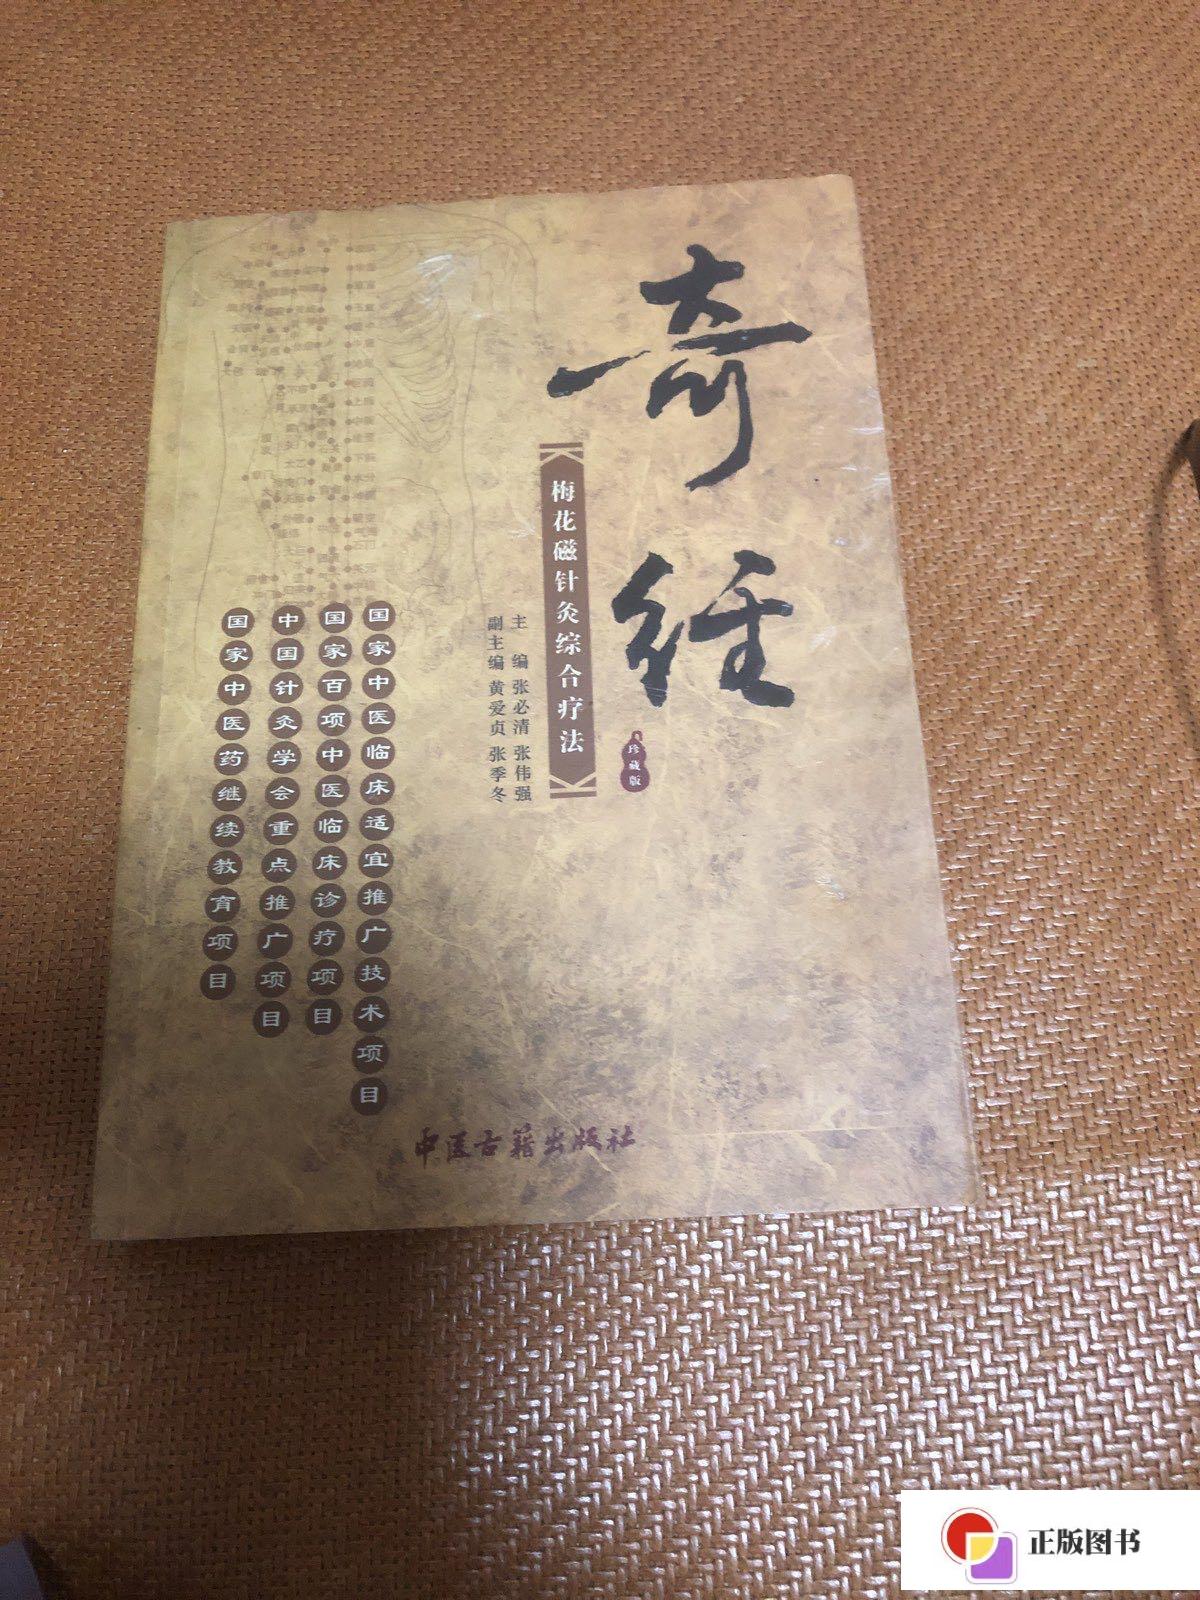 奇经
珍藏版
梅花磁针灸综合疗法
主 编 张必清 张伟强
副主编 黄爱贞 张季冬
国家中医临床适宜推广技术项目
国家百项中医临床诊疗项目
中国针灸学会重点推广项目
国家中医药继续教育项目
中医古籍出版社
正版图书